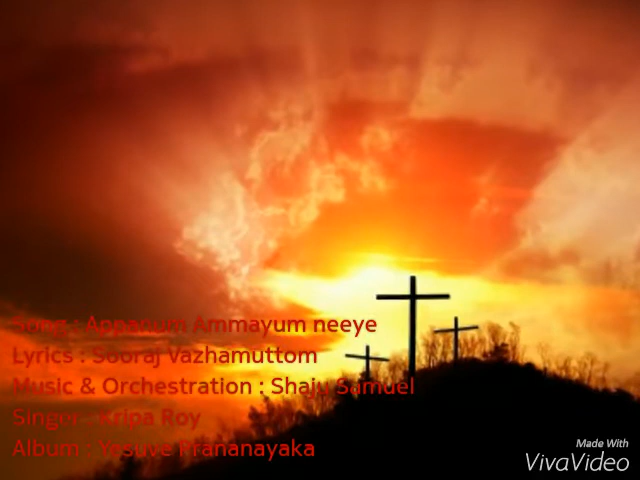 Song : Appanum Ammayum neeye
Lyrics : Sooraj Vazhamuttom
Music & Orchestration : Shaju Samuel
Singer : Kripa Roy
Album : Yesuve Prananayaka
Made With
VivaVideo